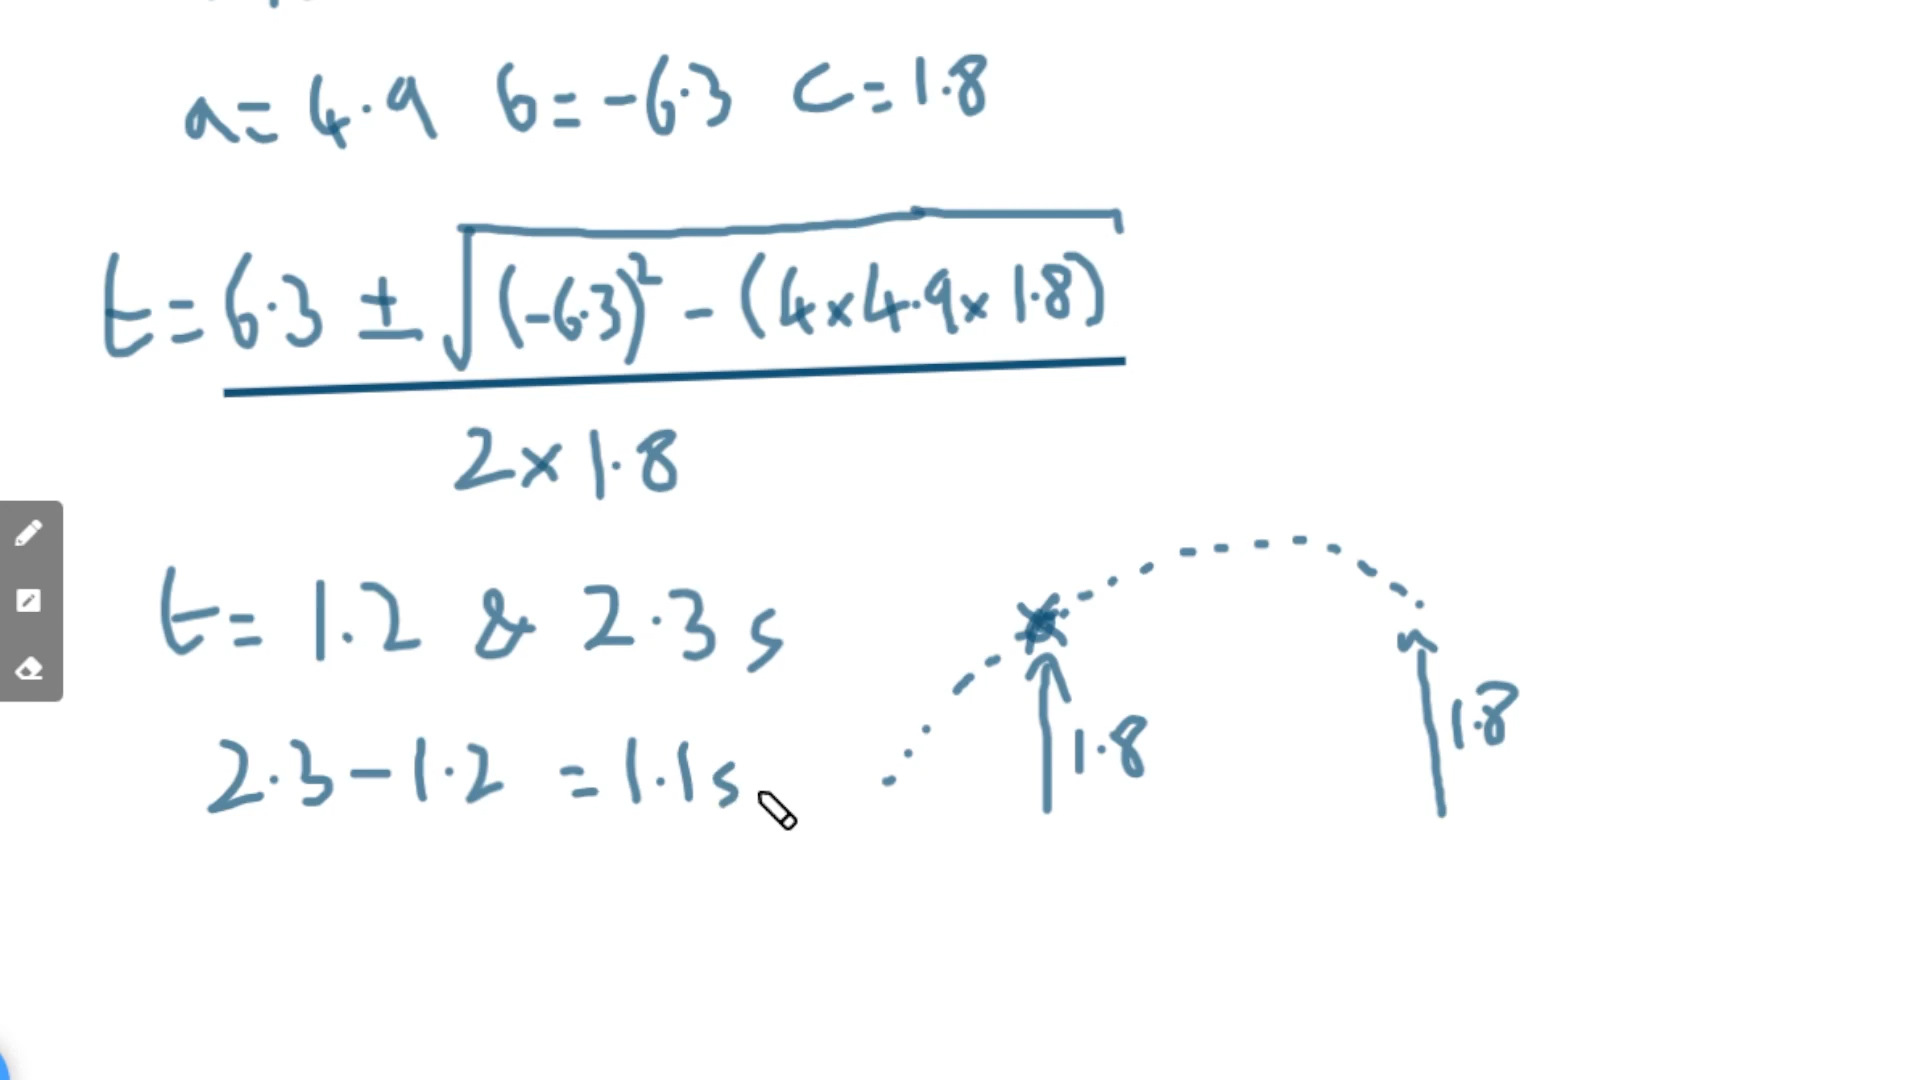 a = 4.9 b = -6.3 c = 1.8
t = 6.3 ± √((-6.3)² - (4 x 4.9 x 1.8))
2 x 1.8
t = 1.2 & 2.3 s
2.3 - 1.2 = 1.1 s
1.8
1.8